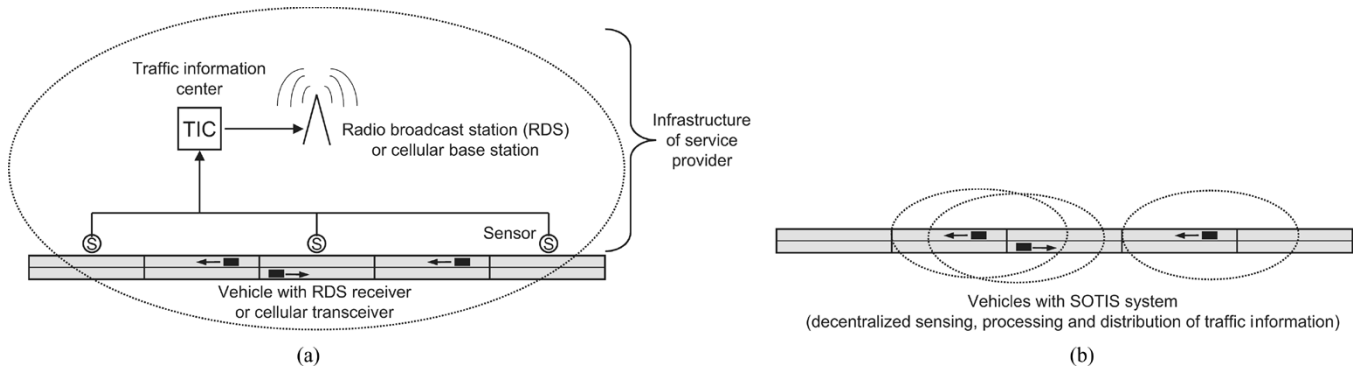 Traffic information
center
TIC
Radio broadcast station (RDS)
or cellular base station
Infrastructure
of service
provider
Sensor
S
S
S
Vehicle with RDS receiver
or cellular transceiver
(a)
Vehicles with SOTIS system
(decentralized sensing, processing and distribution of traffic information)
(b)